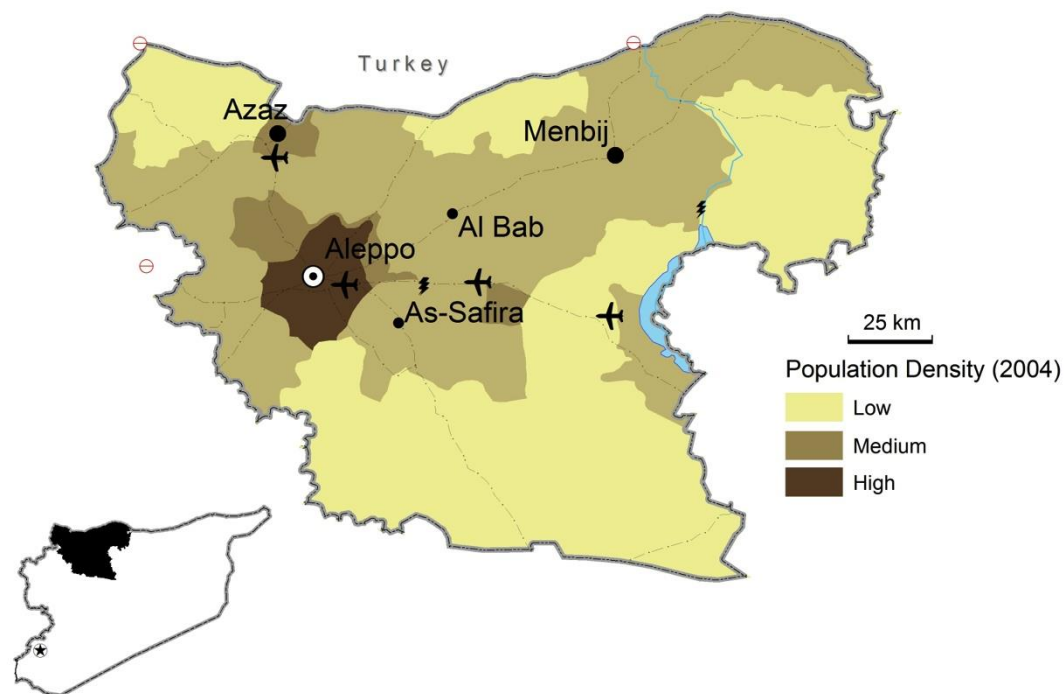 Turkey
Azaz
Menbij
Al Bab
Aleppo
As-Safira
25 km
Population Density (2004)
Low
Medium
High